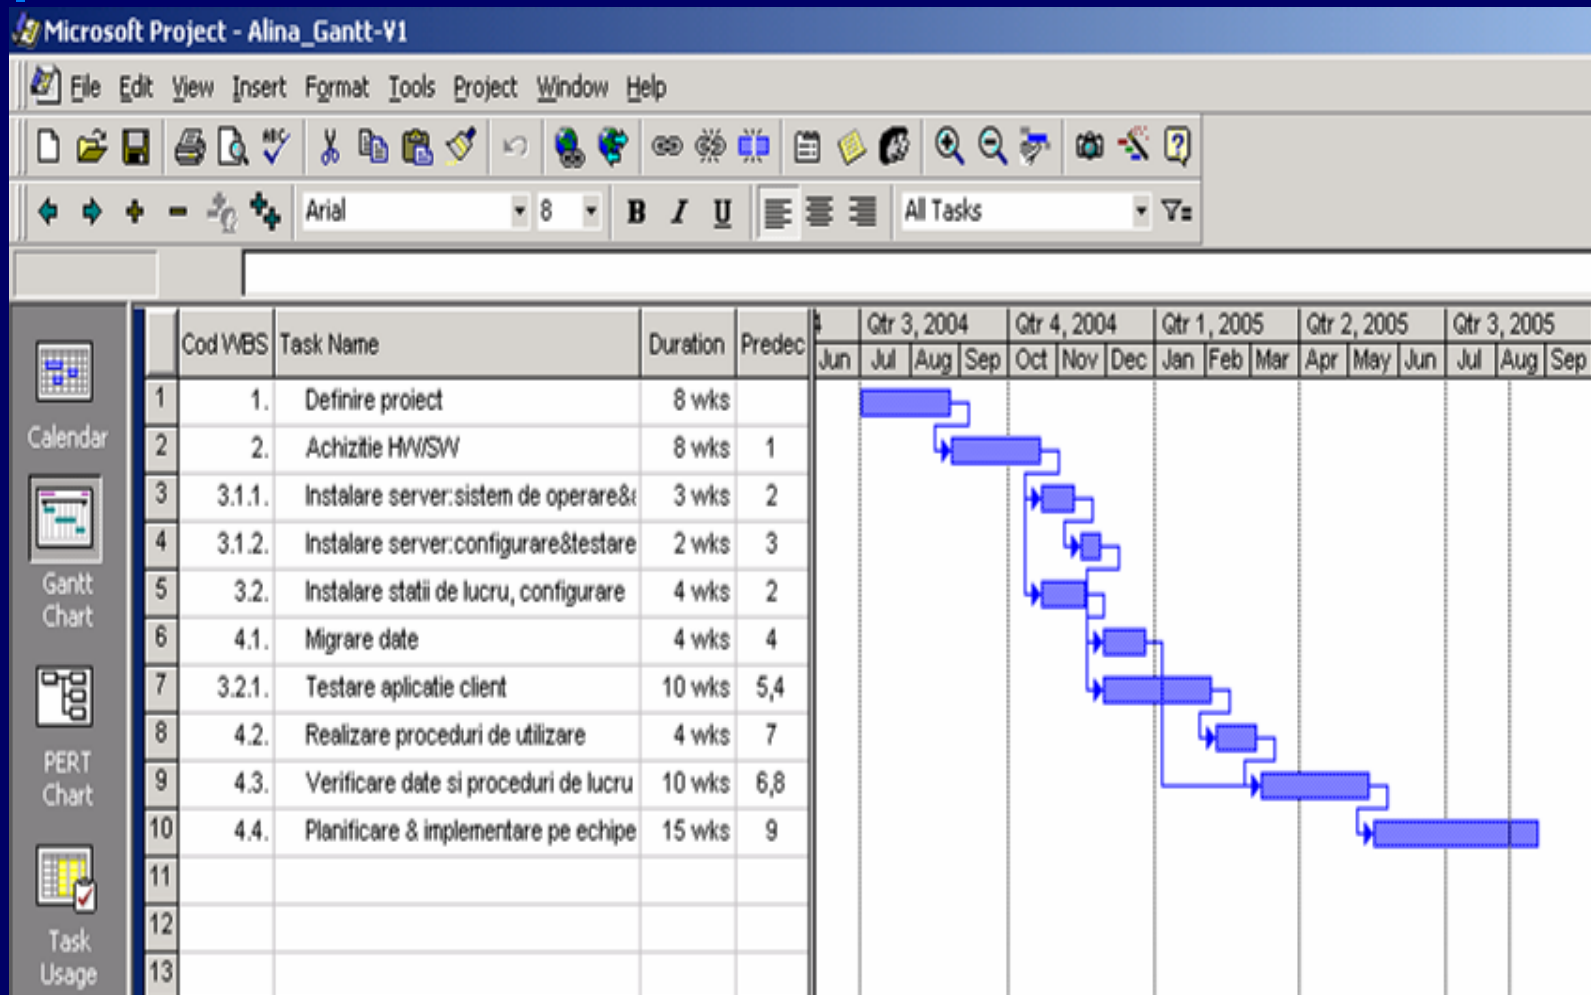 Microsoft Project - Alina_Gantt-V1
File Edit View Insert Format Tools Project Window Help
ABC
Arial 8 B I U All Tasks
Calendar
Gantt
Chart
PERT
Chart
Task
Usage
Cod WBS Task Name Duration Predec
Qtr 3, 2004 Qtr 4, 2004 Qtr 1, 2005 Qtr 2, 2005 Qtr 3, 2005
Jun Jul Aug Sep Oct Nov Dec Jan Feb Mar Apr May Jun Jul Aug Sep
1 1. Definire proiect 8 wks
2 2. Achizitie HW/SW 8 wks 1
3 3.1.1. Instalare server:sistem de operare& 3 wks 2
4 3.1.2. Instalare server:configurare&testare 2 wks 3
5 3.2. Instalare statii de lucru, configurare 4 wks 2
6 4.1. Migrare date 4 wks 4
7 3.2.1. Testare aplicatie client 10 wks 5,4
8 4.2. Realizare proceduri de utilizare 4 wks 7
9 4.3. Verificare date si proceduri de lucru 10 wks 6,8
10 4.4. Planificare & implementare pe echipe 15 wks 9
11
12
13